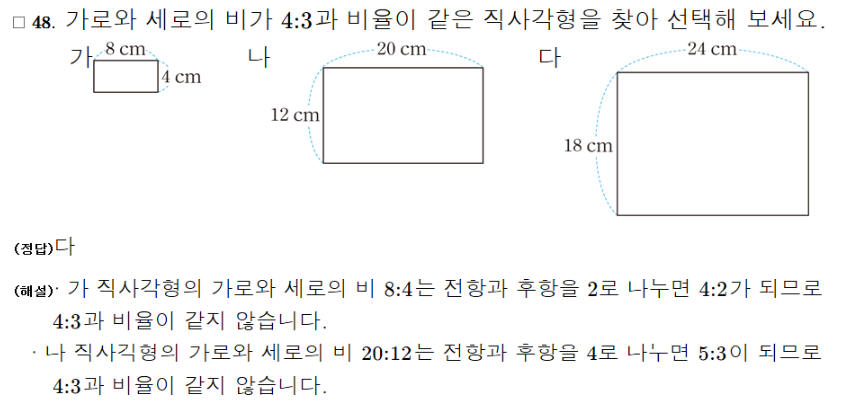 □ 48. 가로와 세로의 비가 4:3과 비율이 같은 직사각형을 찾아 선택해 보세요.
가 8 cm 4 cm
나 20 cm 12 cm
다 24 cm 18 cm
(정답)다
(해설)· 가 직사각형의 가로와 세로의 비 8:4는 전항과 후항을 2로 나누면 4:2가 되므로
4:3과 비율이 같지 않습니다.
· 나 직사각형의 가로와 세로의 비 20:12는 전항과 후항을 4로 나누면 5:3이 되므로
4:3과 비율이 같지 않습니다.